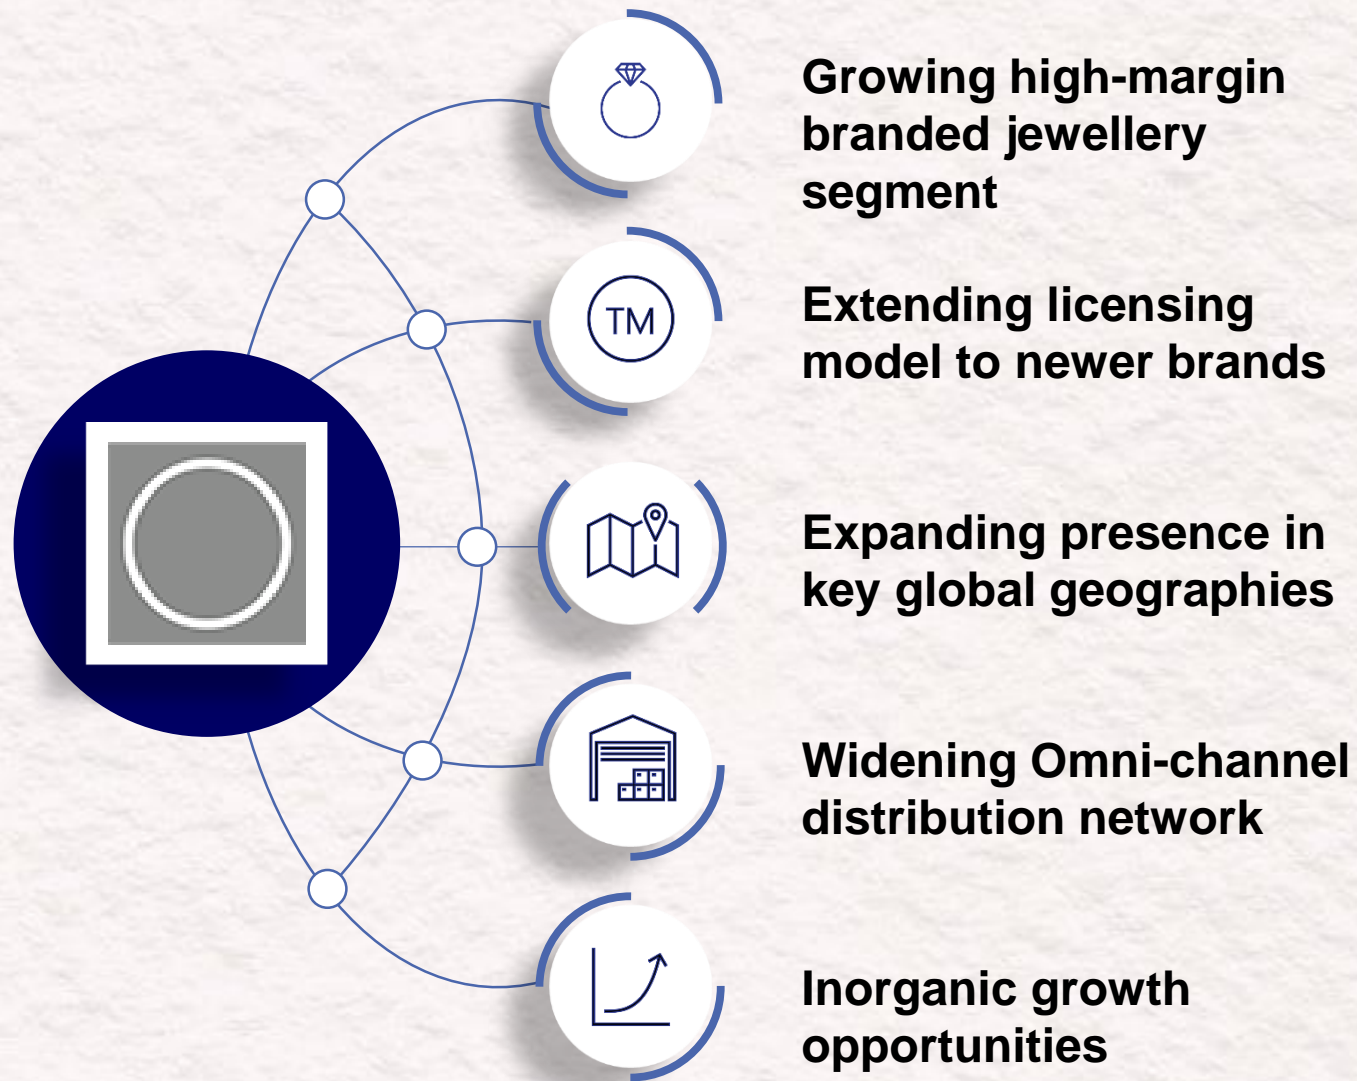 Growing high-margin
branded jewellery
segment
TM
Extending licensing
model to newer brands
Expanding presence in
key global geographies
Widening Omni-channel
distribution network
Inorganic growth
opportunities